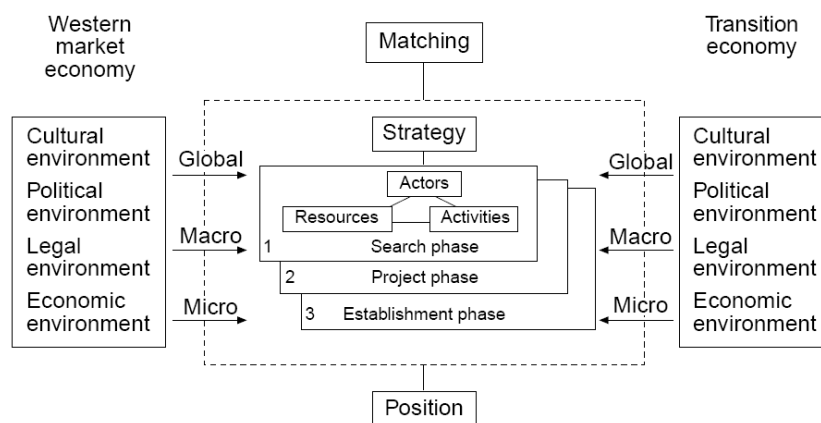 Western
market
economy
Matching
Transition
economy
Cultural
environment
Political
environment
Legal
environment
Economic
environment
Global
Macro
Micro
Strategy
Actors
Resources
Activities
1 Search phase
2 Project phase
3 Establishment phase
Global
Macro
Micro
Cultural
environment
Political
environment
Legal
environment
Economic
environment
Position